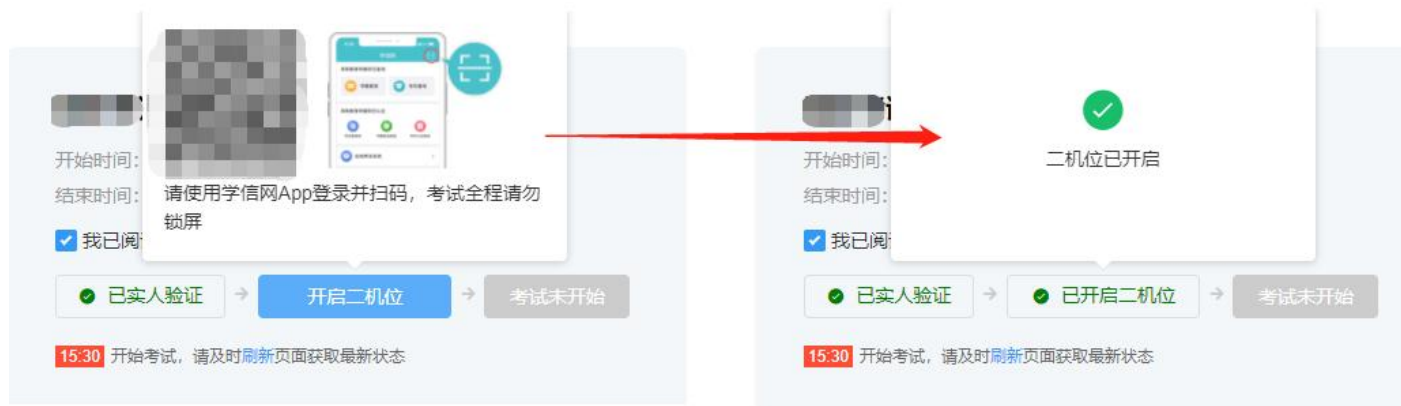 开始时间：
结束时间：
请使用学信网App登录并扫码，考试全程请勿
锁屏
我已阅
已实人验证
开启二机位
考试未开始
15:30 开始考试，请及时刷新页面获取最新状态
二机位已开启
开始时间：
结束时间：
我已阅
已实人验证
已开启二机位
考试未开始
15:30 开始考试，请及时刷新页面获取最新状态